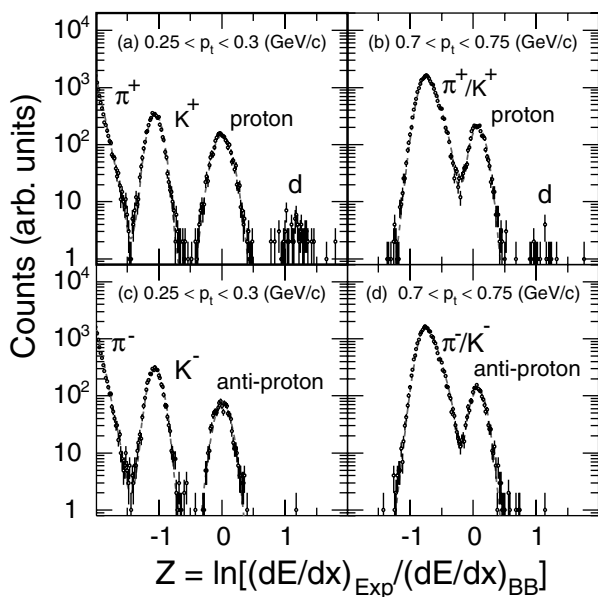 (a) 0.25 < pₜ < 0.3 (GeV/c)
(b) 0.7 < pₜ < 0.75 (GeV/c)
10⁴
10³
10²
10
1
π⁺
K⁺
proton
d
π⁺/K⁺
proton
d
Counts (arb. units)
(c) 0.25 < pₜ < 0.3 (GeV/c)
(d) 0.7 < pₜ < 0.75 (GeV/c)
10⁴
10³
10²
10
1
π⁻
K⁻
anti-proton
π⁻/K⁻
anti-proton
-1 0 1 -1 0 1
Z = ln[(dE/dx)Exp/(dE/dx)BB]